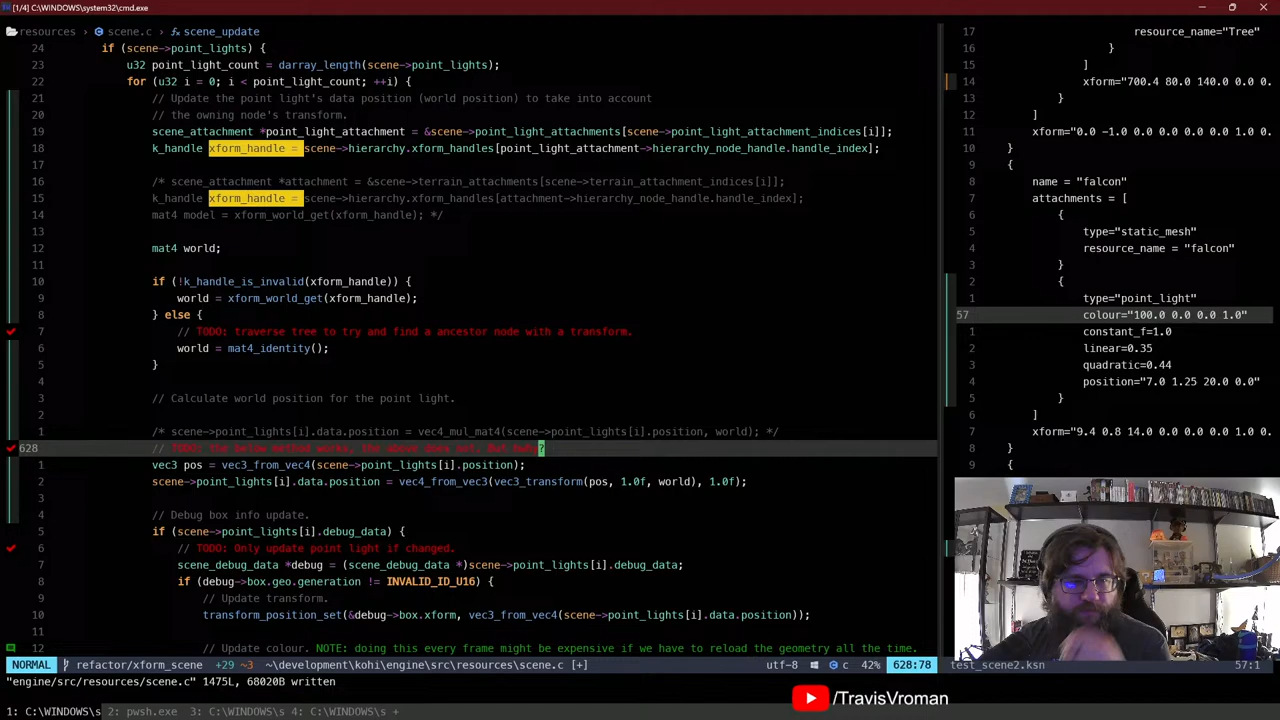 [1/4] C:\WINDOWS\system32\cmd.exe
resources > scene.c > scene_update
24 if (scene->point_lights) {
23 u32 point_light_count = darray_length(scene->point_lights);
22 for (u32 i = 0; i < point_light_count; ++i) {
21 // Update the point light's data position (world position) to take into account
20 // the owning node's transform.
19 scene_attachment *point_light_attachment = &scene->point_light_attachments[scene->point_light_attachment_indices[i]];
18 k_handle xform_handle = scene->hierarchy.xform_handles[point_light_attachment->hierarchy_node_handle.handle_index];
17
16 /* scene_attachment *attachment = &scene->terrain_attachments[scene->terrain_attachment_indices[i]];
15 k_handle xform_handle = scene->hierarchy.xform_handles[attachment->hierarchy_node_handle.handle_index];
14 mat4 model = xform_world_get(xform_handle); */
13
12 mat4 world;
11
10 if (!k_handle_is_invalid(xform_handle)) {
9 world = xform_world_get(xform_handle);
8 } else {
7 // TODO: traverse tree to try and find a ancestor node with a transform.
6 world = mat4_identity();
5 }
4
3 // Calculate world position for the point light.
2
1 /* scene->point_lights[i].data.position = vec4_mul_mat4(scene->point_lights[i].position, world); */
628 // TODO: the below method works, the above does not. But
1 vec3 pos = vec3_from_vec4(scene->point_lights[i].position);
2 scene->point_lights[i].data.position = vec4_from_vec3(vec3_transform(pos, 1.0f, world), 1.0f);
3
4 // Debug box info update.
5 if (scene->point_lights[i].debug_data) {
6 // TODO: Only update point light if changed.
7 scene_debug_data *debug = (scene_debug_data *)scene->point_lights[i].debug_data;
8 if (debug->box.geo.generation != INVALID_ID_U16) {
9 // Update transform.
10 transform_position_set(&debug->box.xform, vec3_from_vec4(scene->point_lights[i].data.position));
11
12 // Update colour. NOTE: doing this every frame might be expensive if we have to reload the geometry all the time.
NORMAL refactor/xform_scene +29 ~3 ~\development\kohi\engine\src\resources\scene.c [+] utf-8 c 42% 628:78
"engine/src/resources/scene.c" 1475L, 68020B written
1: C:\WINDOWS\s 2: pwsh.exe 3: C:\WINDOWS\s 4: C:\WINDOWS\s +
17 resource_name="Tree"
16 }
15 ]
14 xform="700.4 80.0 140.0 0.0 0.
13 }
12 ]
11 xform="0.0 -1.0 0.0 0.0 0.0 1.0 0.
10 }
9 {
8 name = "falcon"
7 attachments = [
6 {
5 type="static_mesh"
4 resource_name = "falcon"
3 }
2 {
1 type="point_light"
57 colour="100.0 0.0 0.0 1.0"
1 constant_f=1.0
2 linear=0.35
3 quadratic=0.44
4 position="7.0 1.25 20.0 0.0"
5 }
6 ]
7 xform="9.4 0.8 14.0 0.0 0.0 1.0 0.
8 }
9 {
test_scene2.ksn 57:1
/TravisVroman